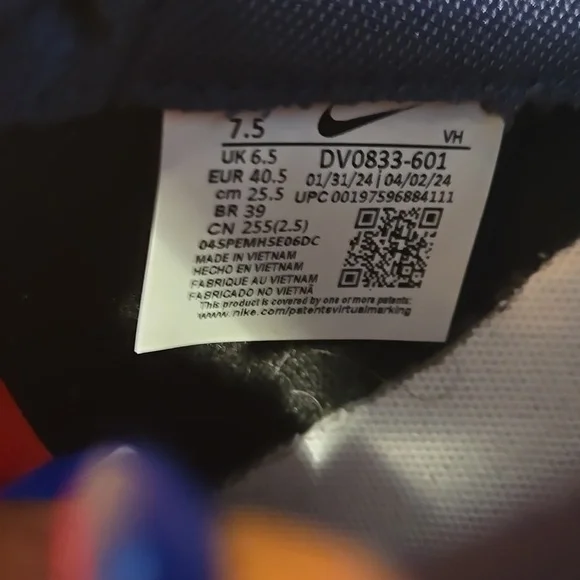 7.5
VH
UK 6.5
EUR 40.5
cm 25.5
BR 39
CN 255(2.5)
DV0833-601
01/31/24 | 04/02/24
UPC 00197596884111
04SPEMH5E06DC
MADE IN VIETNAM
HECHO EN VIETNAM
FABRIQUE AU VIETNAM
FABRICADO NO VIETNÃ
This product is covered by one or more patents:
www.nike.com/patentsvirtualmarking